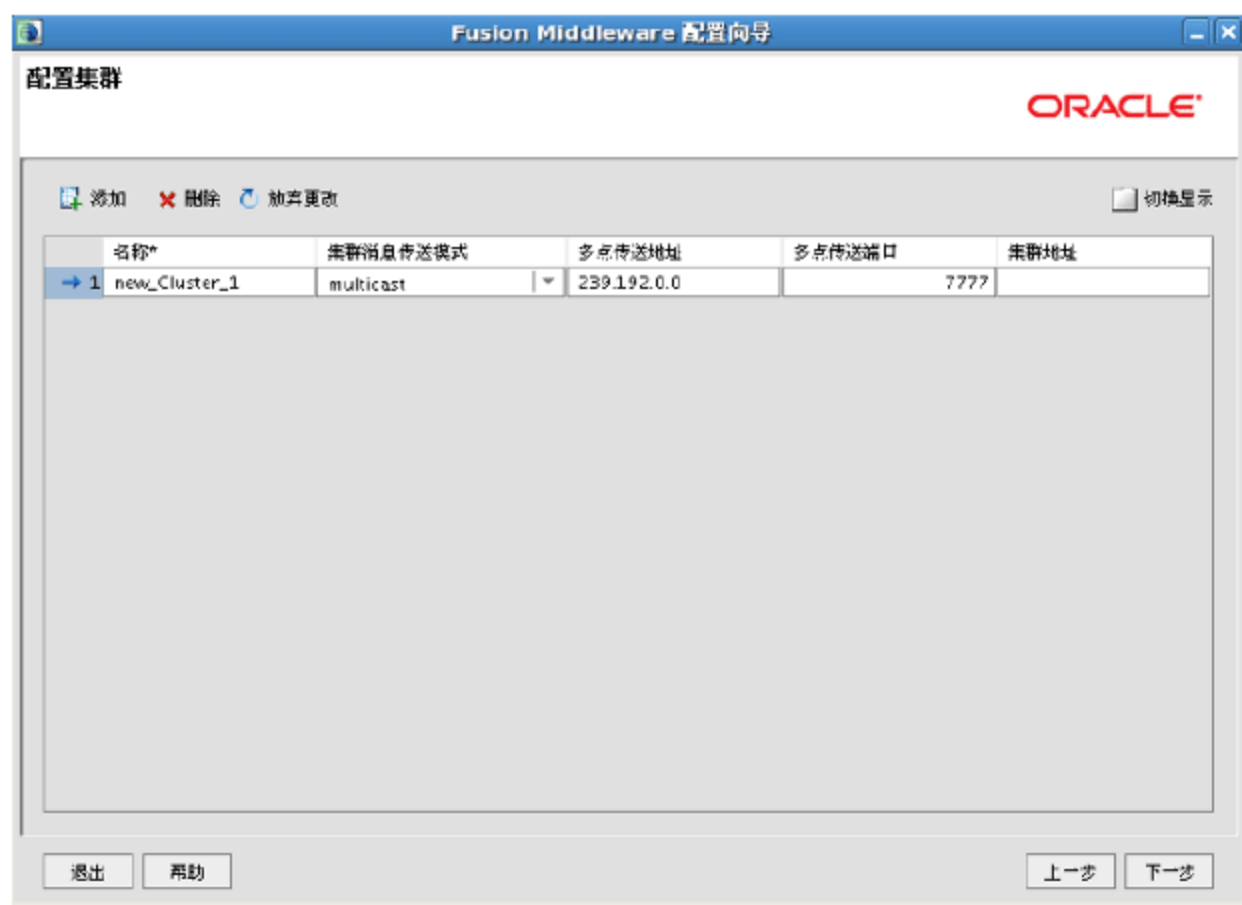 Fusion Middleware 配置向导
配置集群
ORACLE
添加 删除 放弃更改 切换显示
名称* 集群消息传送模式 多点传送地址 多点传送端口 集群地址
1 new_Cluster_1 multicast 239.192.0.0 7777
退出 帮助 上一步 下一步